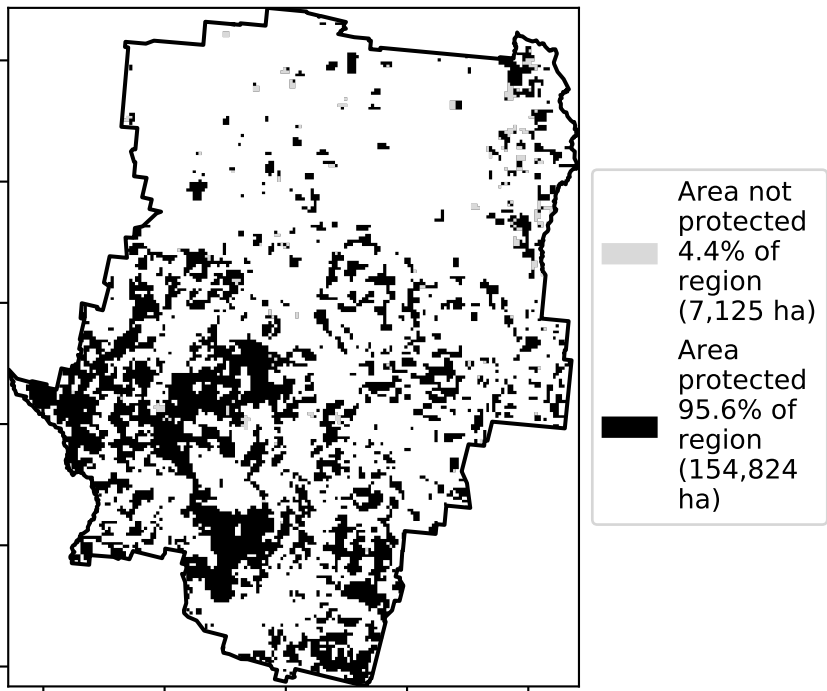 Area not
protected
4.4% of
region
(7,125 ha)
Area
protected
95.6% of
region
(154,824
ha)